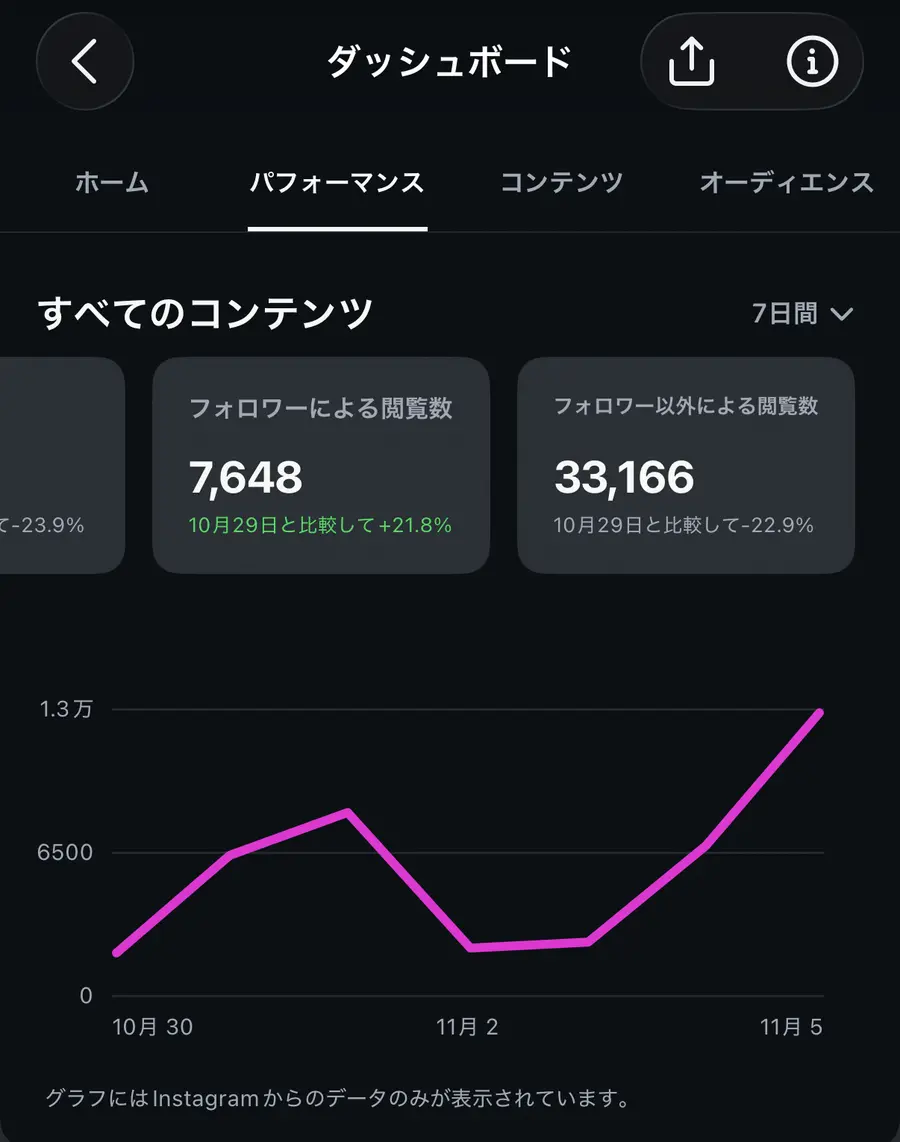 ダッシュボード
ホーム
パフォーマンス
コンテンツ
オーディエンス
すべてのコンテンツ
7日間
て-23.9%
フォロワーによる閲覧数
7,648
10月29日と比較して+21.8%
フォロワー以外による閲覧数
33,166
10月29日と比較して-22.9%
1.3万
6500
0
10月 30
11月 2
11月 5
グラフにはInstagramからのデータのみが表示されています。